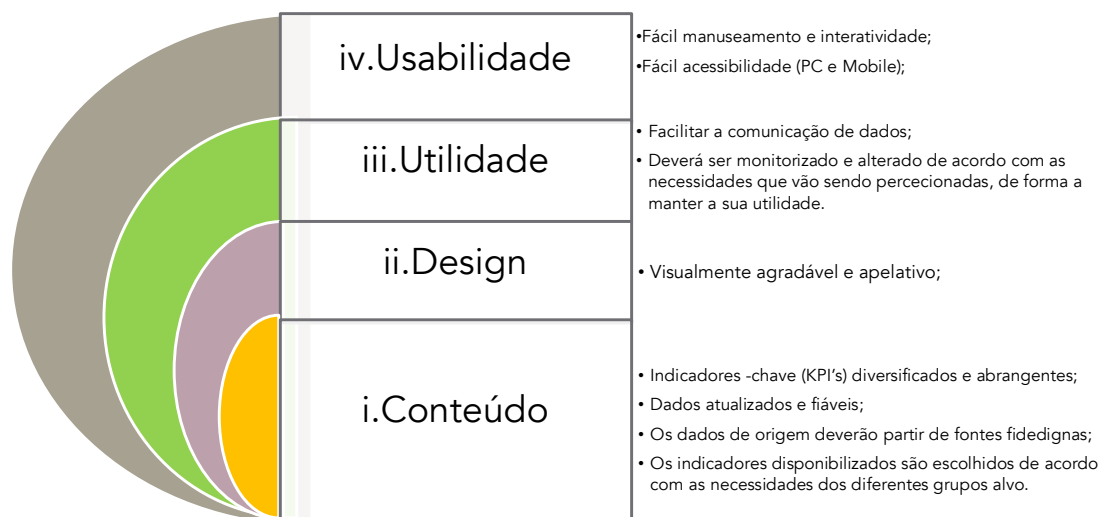 iv.Usabilidade
•Fácil manuseamento e interatividade;
•Fácil acessibilidade (PC e Mobile);
iii.Utilidade
• Facilitar a comunicação de dados;
• Deverá ser monitorizado e alterado de acordo com as
necessidades que vão sendo percecionadas, de forma a
manter a sua utilidade.
ii.Design
• Visualmente agradável e apelativo;
i.Conteúdo
• Indicadores -chave (KPI’s) diversificados e abrangentes;
• Dados atualizados e fiáveis;
• Os dados de origem deverão partir de fontes fidedignas;
• Os indicadores disponibilizados são escolhidos de acordo
com as necessidades dos diferentes grupos alvo.